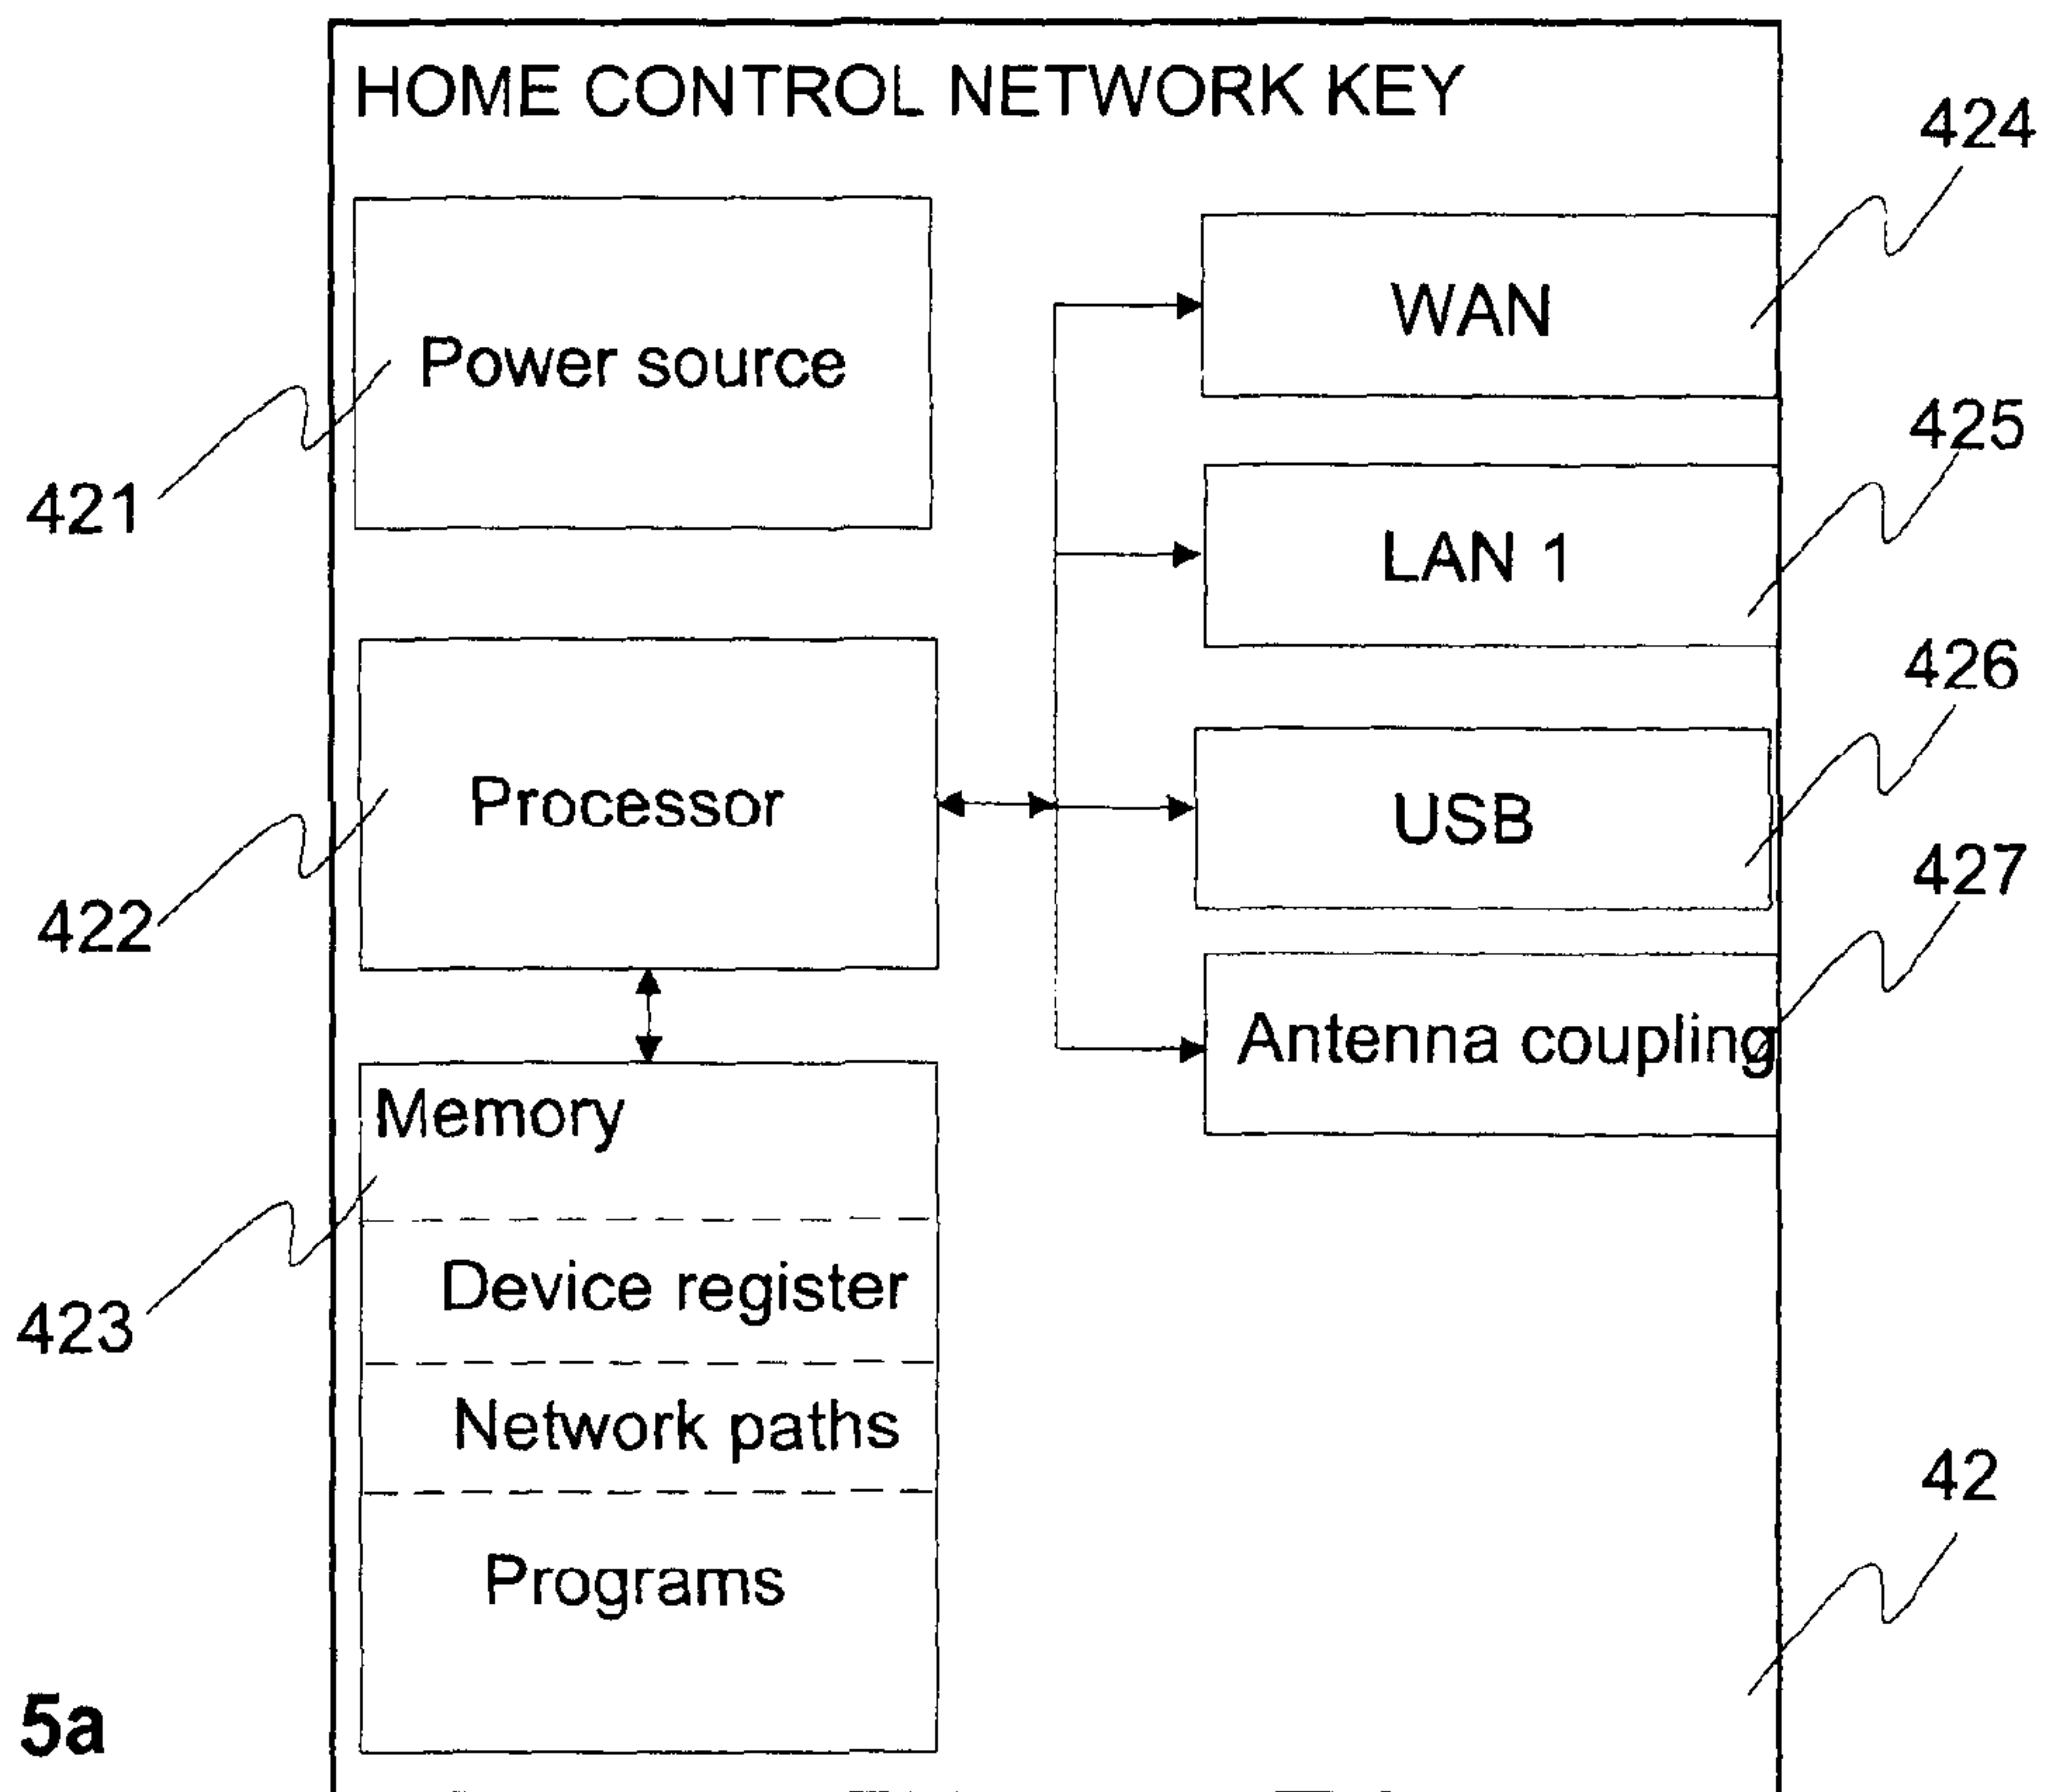 HOME CONTROL NETWORK KEY
424
WAN
Power source
425
421
LAN 1
426
Processor
USB
427
422
Antenna coupling
Memory
Device register
423
Network paths
42
Programs
5a